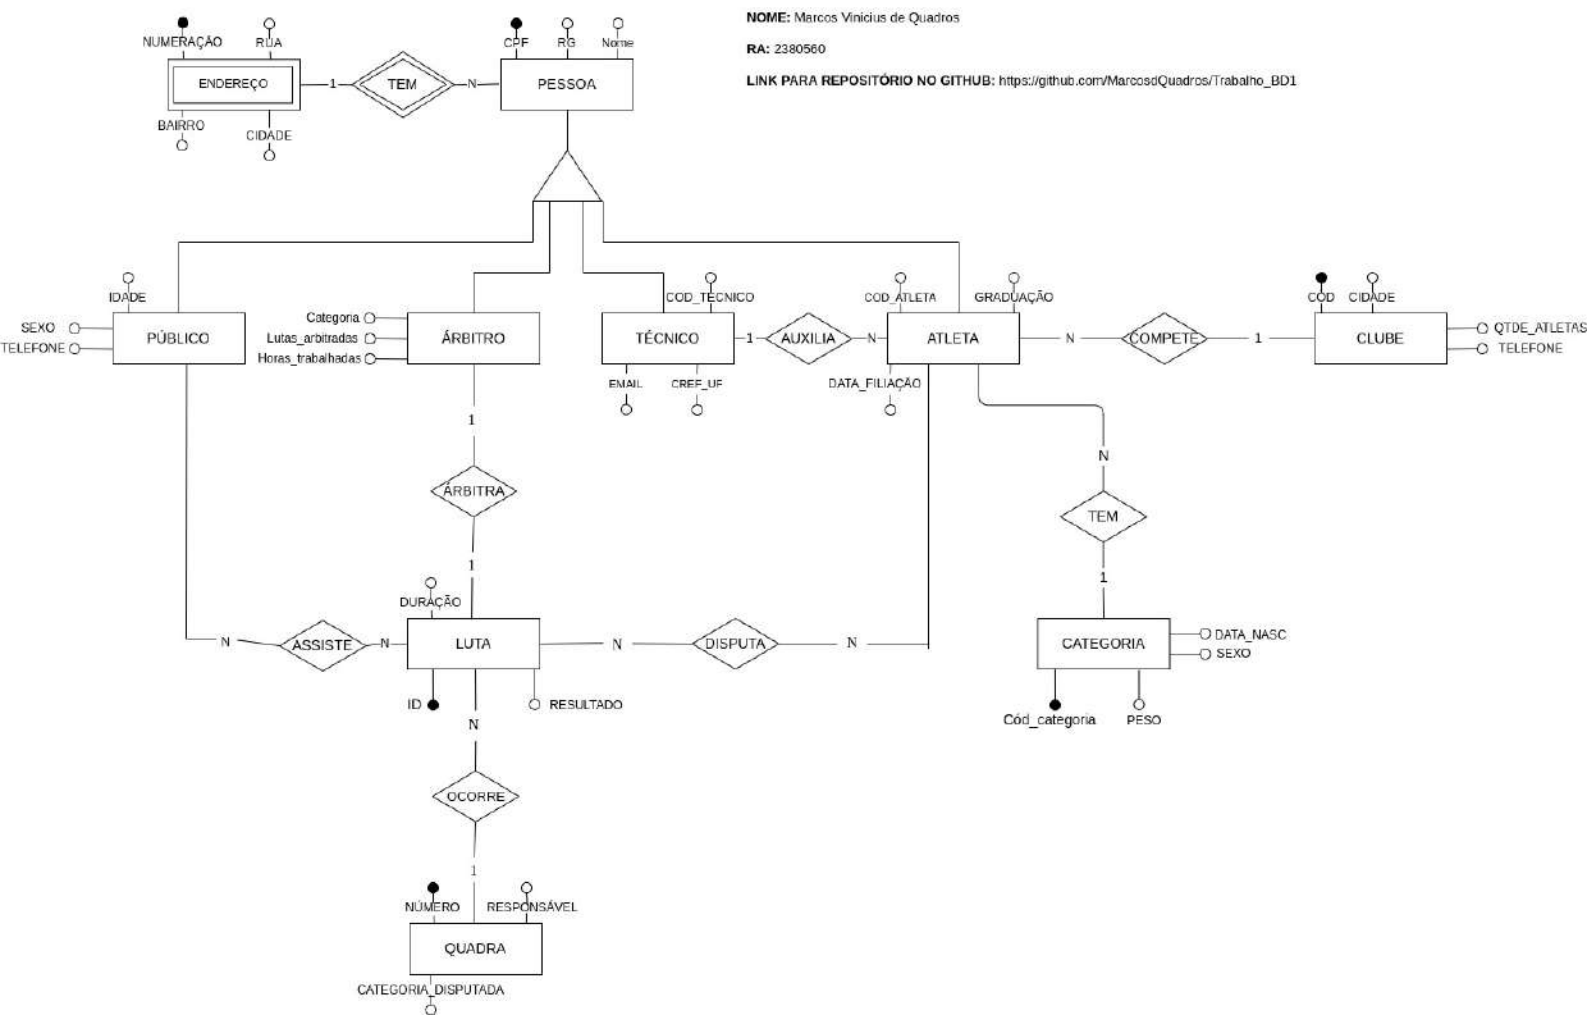 NOME: Marcos Vinicius de Quadros
RA: 2380560
LINK PARA REPOSITÓRIO NO GITHUB: https://github.com/MarcosdQuadros/Trabalho_BD1
NUMERAÇÃO
RUA
CPF
RG
Nome
ENDEREÇO
1
TEM
N
PESSOA
BAIRRO
CIDADE
IDADE
SEXO
TELEFONE
PÚBLICO
Categoria
Lutas_arbitradas
Horas_trabalhadas
ÁRBITRO
COD_TÉCNICO
TÉCNICO
EMAIL
CREF_UF
1
AUXILIA
N
COD_ATLETA
GRADUAÇÃO
ATLETA
DATA_FILIAÇÃO
N
COMPETE
1
COD
CIDADE
CLUBE
QTDE_ATLETAS
TELEFONE
1
ÁRBITRA
1
N
TEM
1
DURAÇÃO
N
ASSISTE
N
LUTA
N
DISPUTA
N
CATEGORIA
DATA_NASC
SEXO
ID
RESULTADO
Cód_categoria
PESO
N
OCORRE
1
NÚMERO
RESPONSÁVEL
QUADRA
CATEGORIA_DISPUTADA